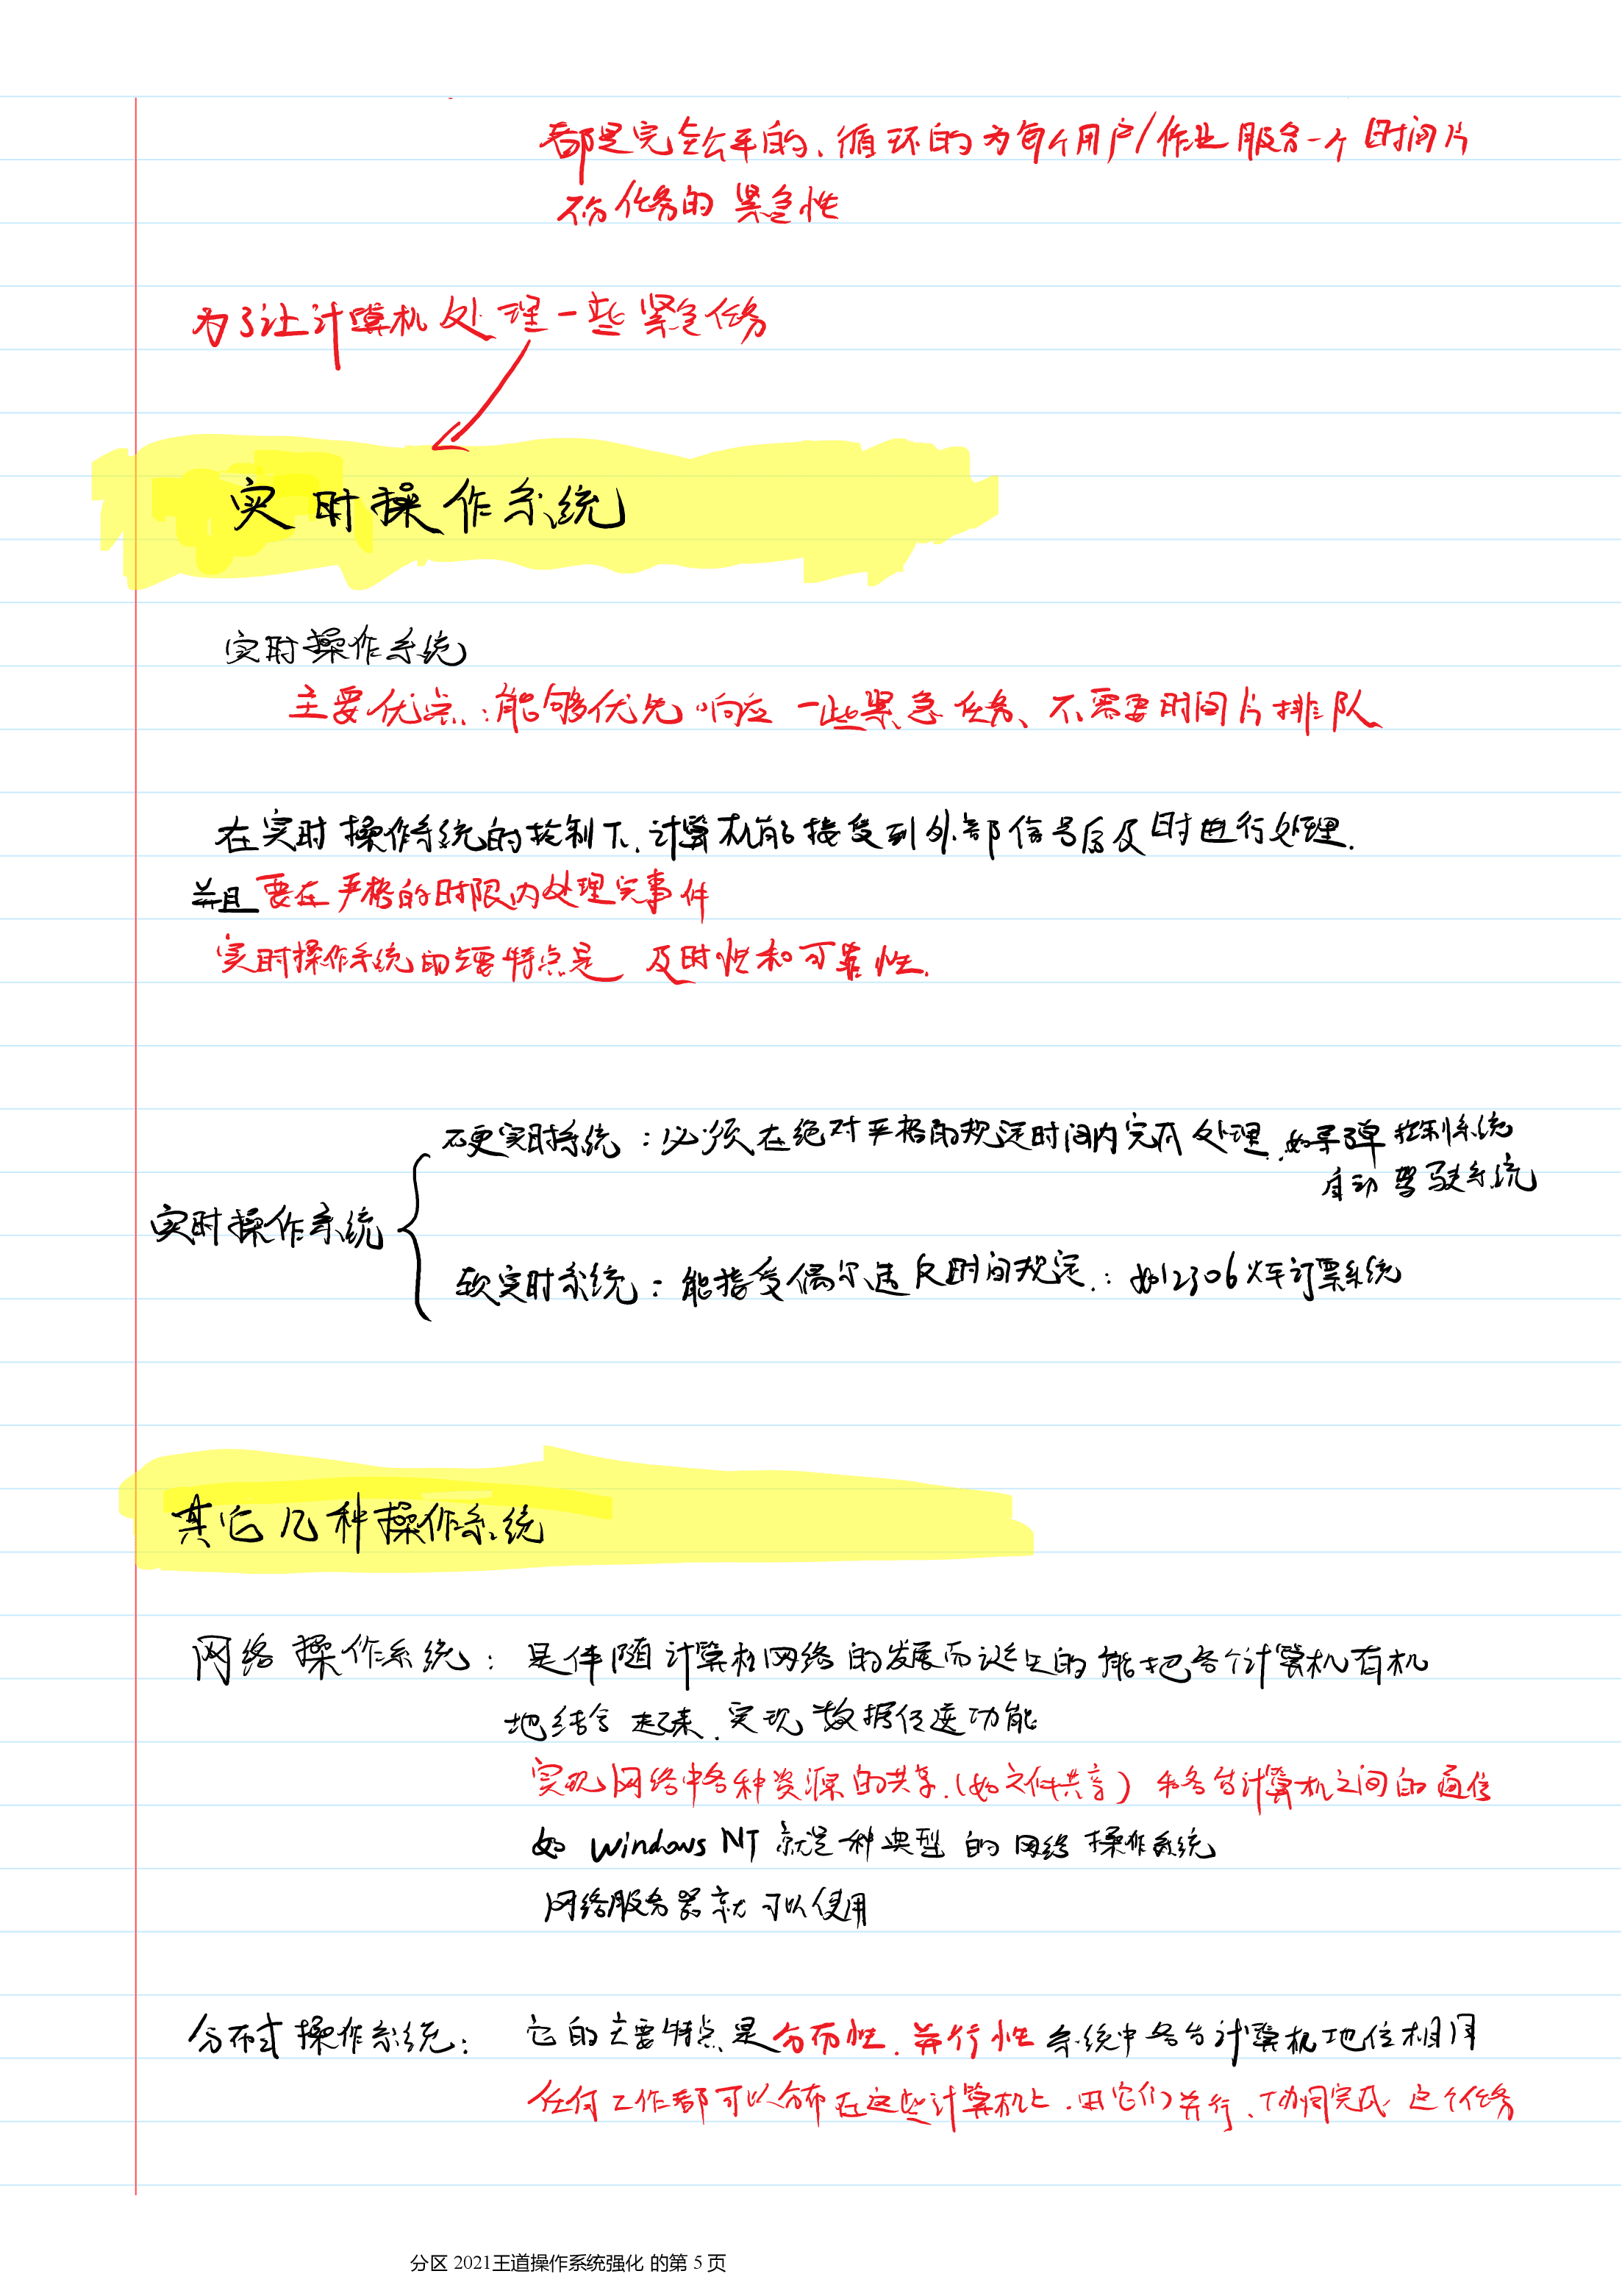 都是完全公平的、循环的为每个用户/作业服务一个时间片
不分任务的紧急性
为了让计算机处理一些紧急任务
实时操作系统
实时操作系统
主要优点:能够优先响应一些紧急任务、不需要时间片排队
在实时操作系统的控制下,计算机能接受到外部信号后及时进行处理.
并且要在严格的时限内处理完事件
实时操作系统的主要特点是 及时性和可靠性.
硬实时系统:必须在绝对严格的规定时间内完成处理.如导弹控制系统
自动驾驶系统
实时操作系统
软实时系统:能接受偶尔违反时间规定.:如12306火车订票系统
其它几种操作系统
网络操作系统: 是伴随计算机网络的发展而诞生的能把各个计算机有机
地结合起来.实现数据传送功能
实现网络中各种资源的共享.(如文件共享)和各台计算机之间的通信
如 Windows NT 就是一种典型的网络操作系统
网络服务器就可以使用
分布式操作系统: 它的主要特点是分布性、并行性 系统中各台计算机地位相同
任何工作都可以分布在这些计算机上.由它们并行、协同完成这个任务
分区 2021王道操作系统强化 的第 5 页